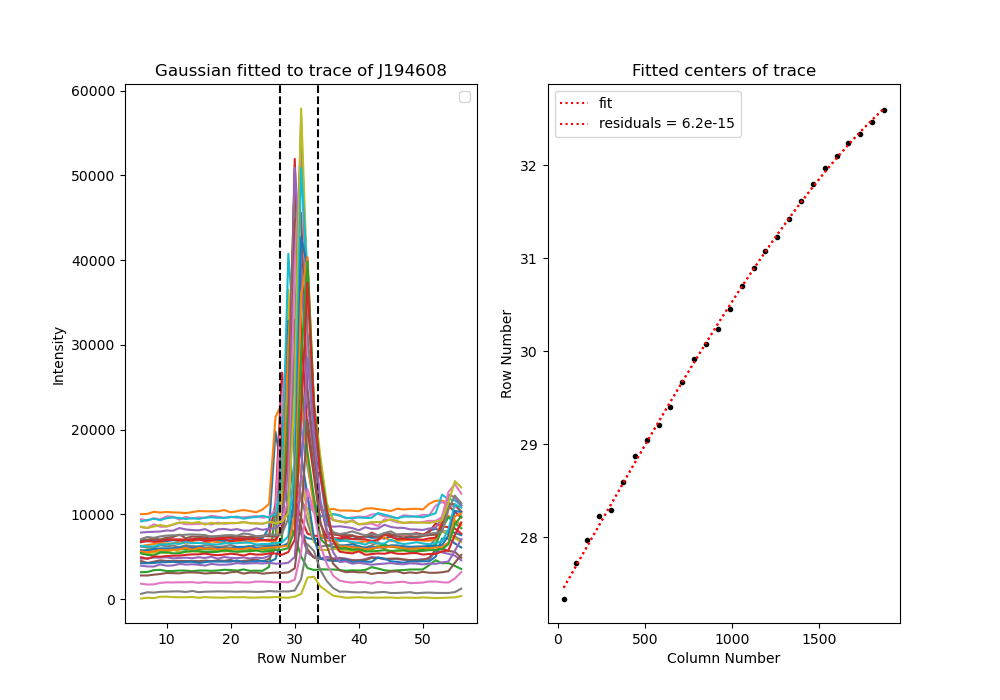 Gaussian fitted to trace of J194608
60000
50000
40000
30000
20000
10000
0
Intensity
10
20
30
40
50
Row Number
Fitted centers of trace
fit
residuals = 6.2e-15
32
31
30
29
28
Row Number
0
500
1000
1500
Column Number